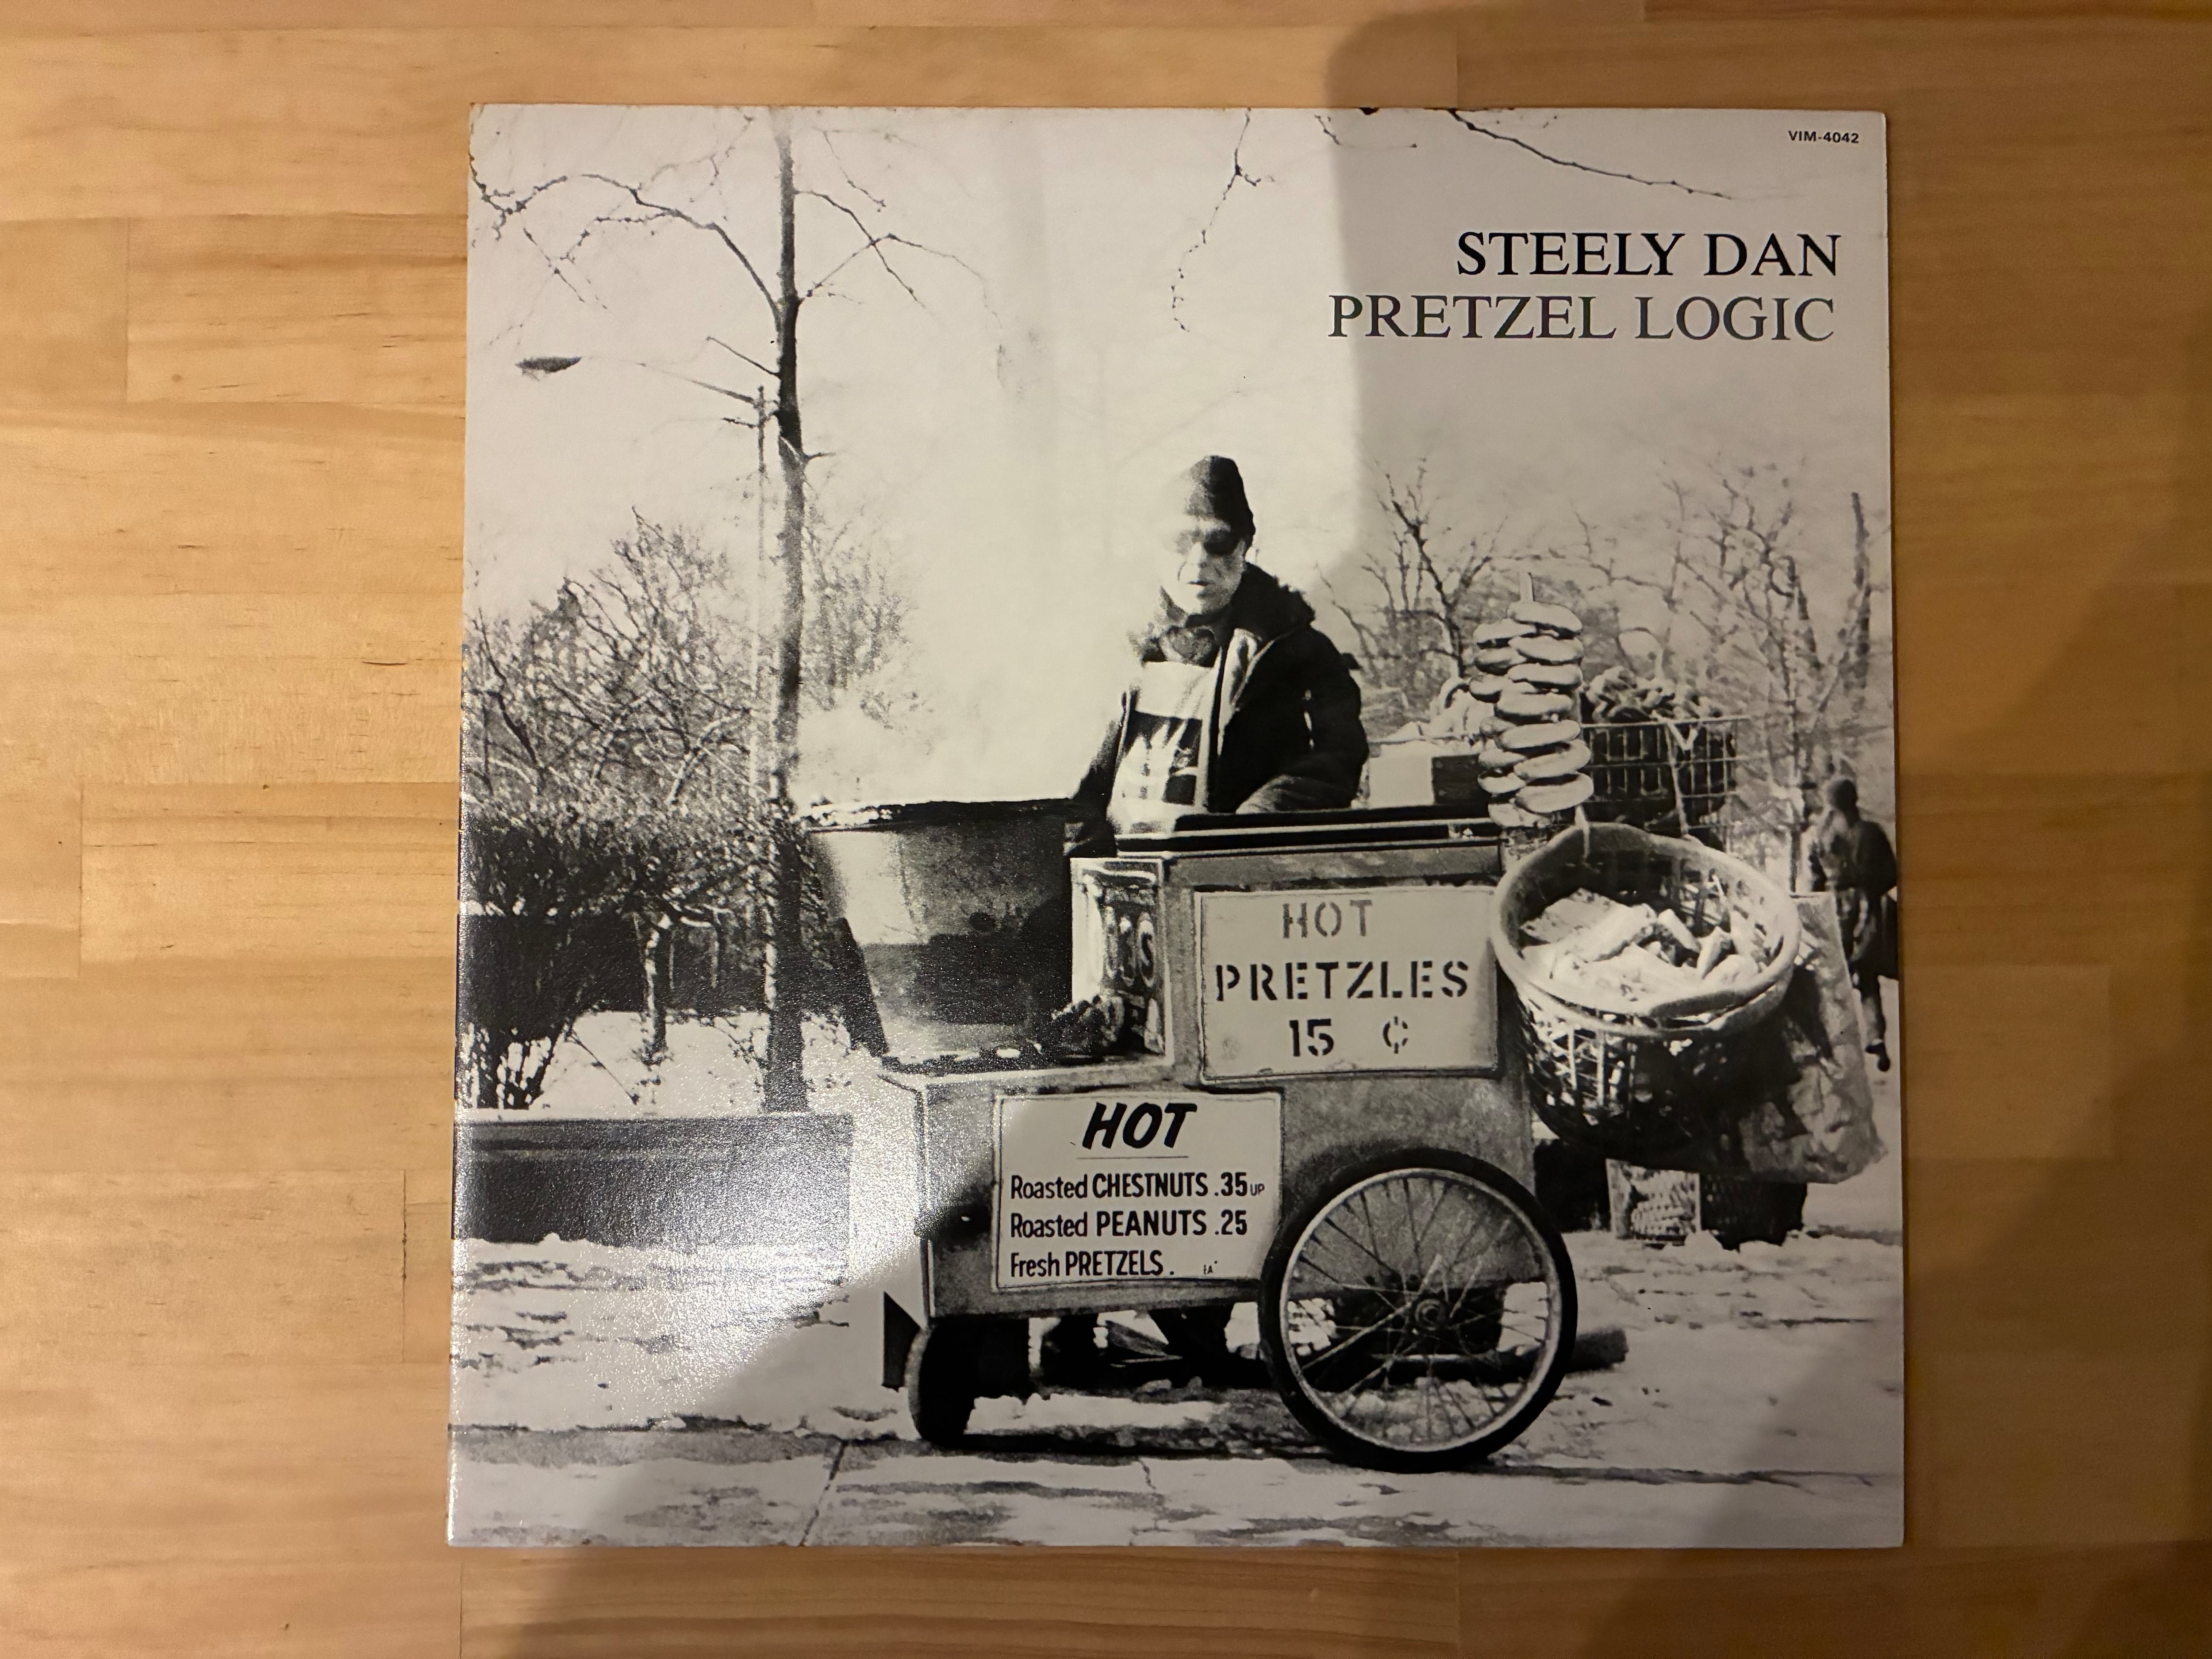 VIM-4042
STEELY DAN
PRETZEL LOGIC
HOT
PRETZLES
15 ¢
HOT
Roasted CHESTNUTS .35 UP
Roasted PEANUTS .25
Fresh PRETZELS . EA